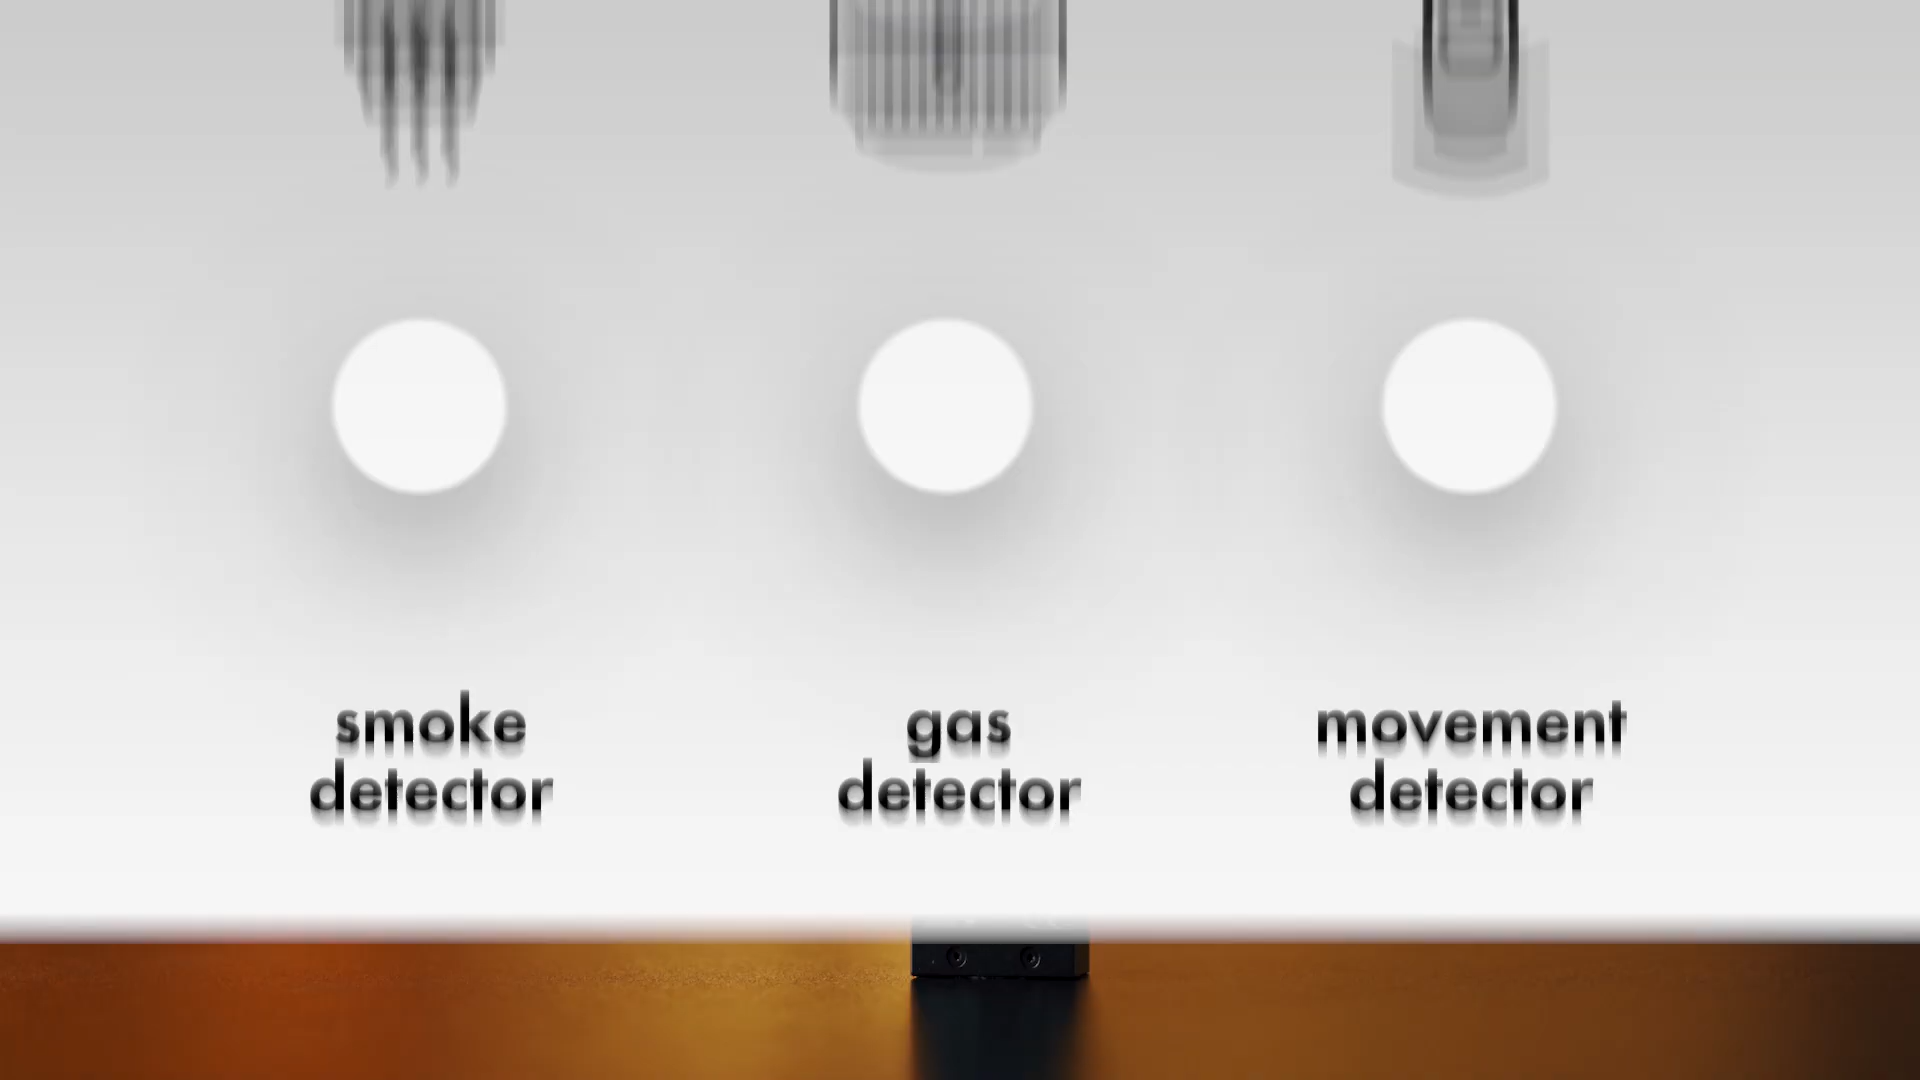 smoke
detector
gas
detector
movement
detector